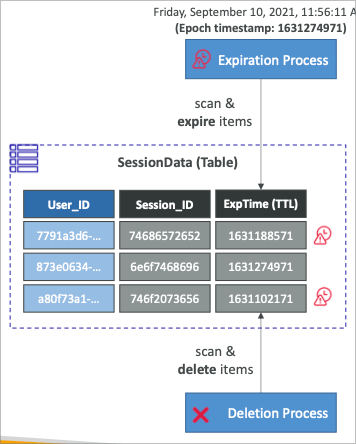 Friday, September 10, 2021, 11:56:11 A
(Epoch timestamp: 1631274971)
Expiration Process
scan &
expire items
SessionData (Table)
User_ID Session_ID ExpTime (TTL)
7791a3d6-... 74686572652 1631188571
873e0634-... 6e6f7468696 1631274971
a80f73a1-... 746f2073656 1631102171
scan &
delete items
Deletion Process